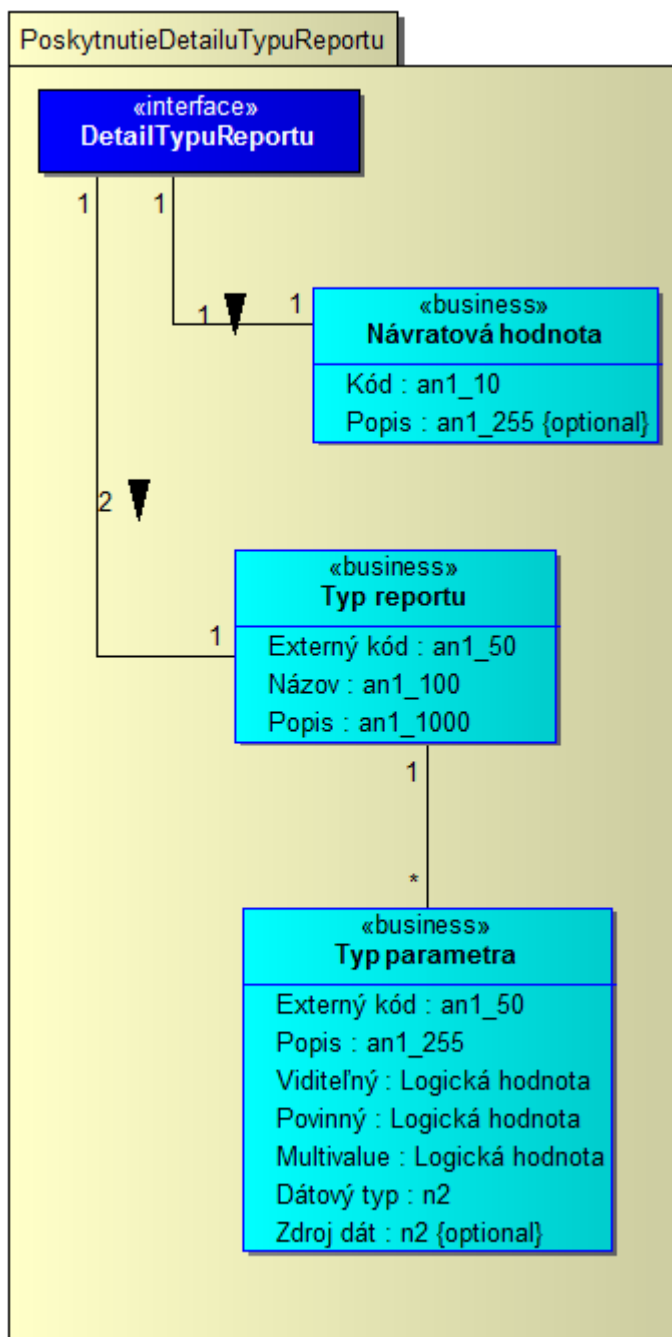 PoskytnutieDetailuTypuReportu
«interface»
DetailTypuReportu
1
1
1
1
«business»
Návratová hodnota
Kód : an1_10
Popis : an1_255 {optional}
2
1
«business»
Typ reportu
Externý kód : an1_50
Názov : an1_100
Popis : an1_1000
1
*
«business»
Typ parametra
Externý kód : an1_50
Popis : an1_255
Viditeľný : Logická hodnota
Povinný : Logická hodnota
Multivalue : Logická hodnota
Dátový typ : n2
Zdroj dát : n2 {optional}